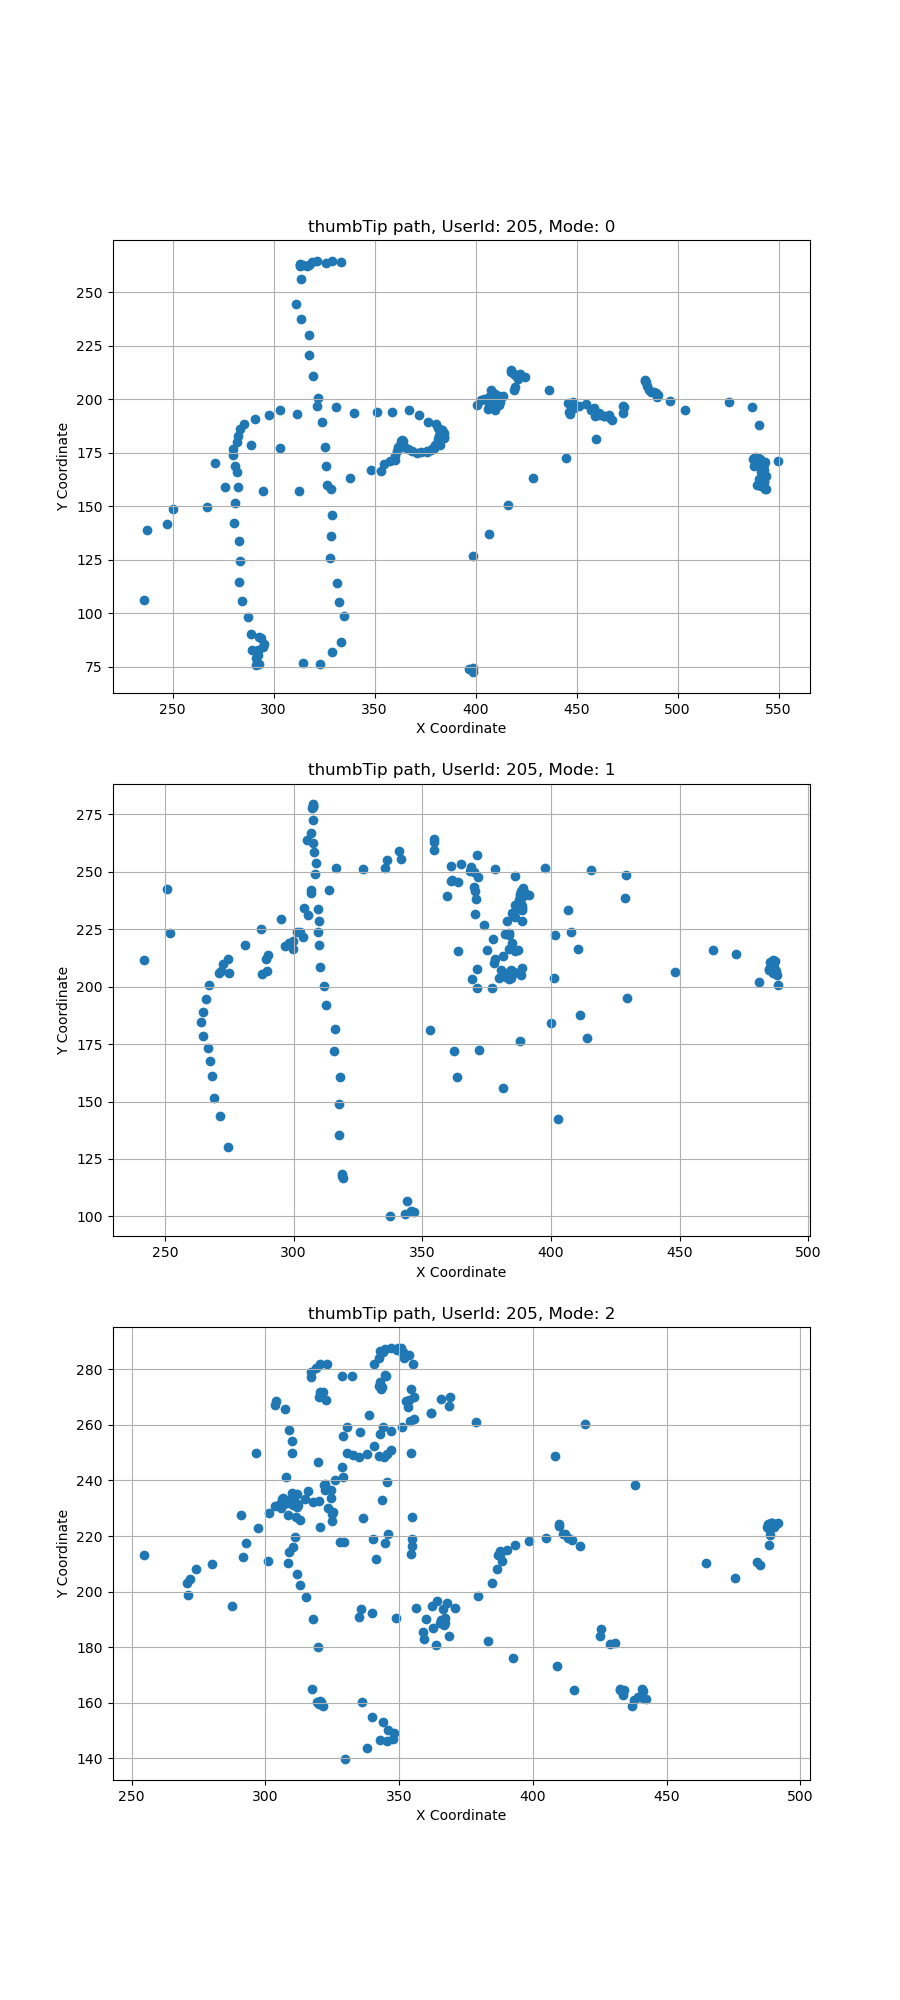 thumbTip path, UserId: 205, Mode: 0
250
225
200
175
150
125
100
75
Y Coordinate
250 300 350 400 450 500 550
X Coordinate
thumbTip path, UserId: 205, Mode: 1
275
250
225
200
175
150
125
100
Y Coordinate
250 300 350 400 450 500
X Coordinate
thumbTip path, UserId: 205, Mode: 2
280
260
240
220
200
180
160
140
Y Coordinate
250 300 350 400 450 500
X Coordinate